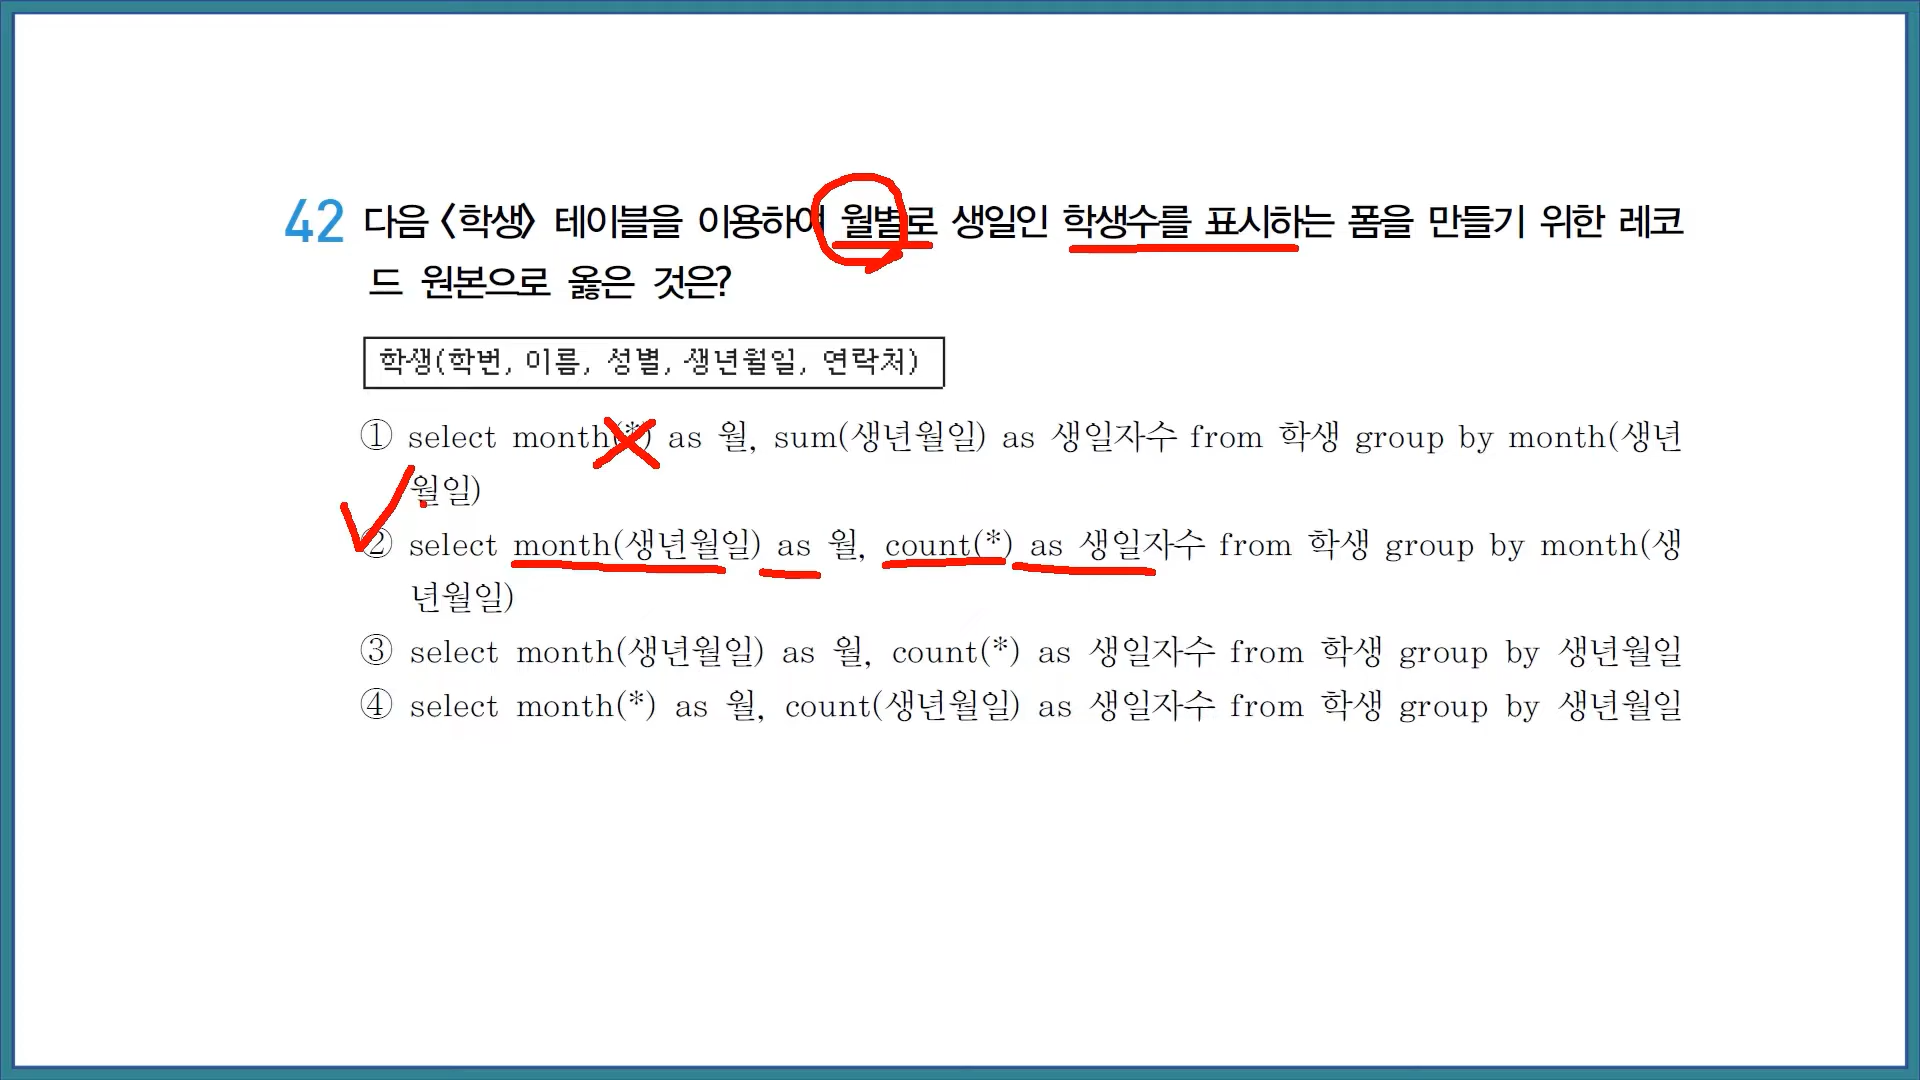 42 다음 <학생> 테이블을 이용하여 월별로 생일인 학생수를 표시하는 폼을 만들기 위한 레코
드 원본으로 옳은 것은?
학생(학번, 이름, 성별, 생년월일, 연락처)
① select month(*) as 월, sum(생년월일) as 생일자수 from 학생 group by month(생년
월일)
② select month(생년월일) as 월, count(*) as 생일자수 from 학생 group by month(생
년월일)
③ select month(생년월일) as 월, count(*) as 생일자수 from 학생 group by 생년월일
④ select month(*) as 월, count(생년월일) as 생일자수 from 학생 group by 생년월일